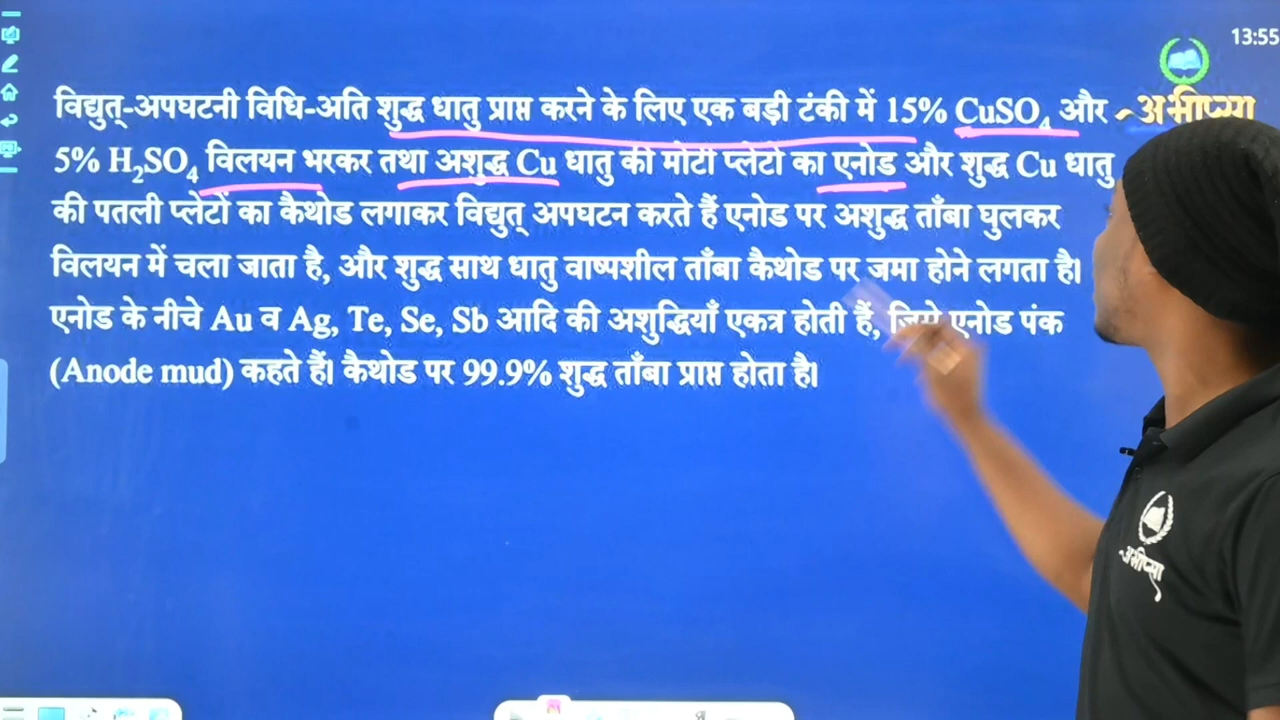 13:55
विद्युत्-अपघटनी विधि-अति शुद्ध धातु प्राप्त करने के लिए एक बड़ी टंकी में 15% CuSO₄ और
अभीप्सा
5% H₂SO₄ विलयन भरकर तथा अशुद्ध Cu धातु की मोटी प्लेटों का एनोड और शुद्ध Cu धातु
की पतली प्लेटों का कैथोड लगाकर विद्युत् अपघटन करते हैं एनोड पर अशुद्ध ताँबा घुलकर
विलयन में चला जाता है, और शुद्ध साथ धातु वाष्पशील ताँबा कैथोड पर जमा होने लगता है।
एनोड के नीचे Au व Ag, Te, Se, Sb आदि की अशुद्धियाँ एकत्र होती हैं, जिसे एनोड पंक
(Anode mud) कहते हैं। कैथोड पर 99.9% शुद्ध ताँबा प्राप्त होता है।
अभीप्सा